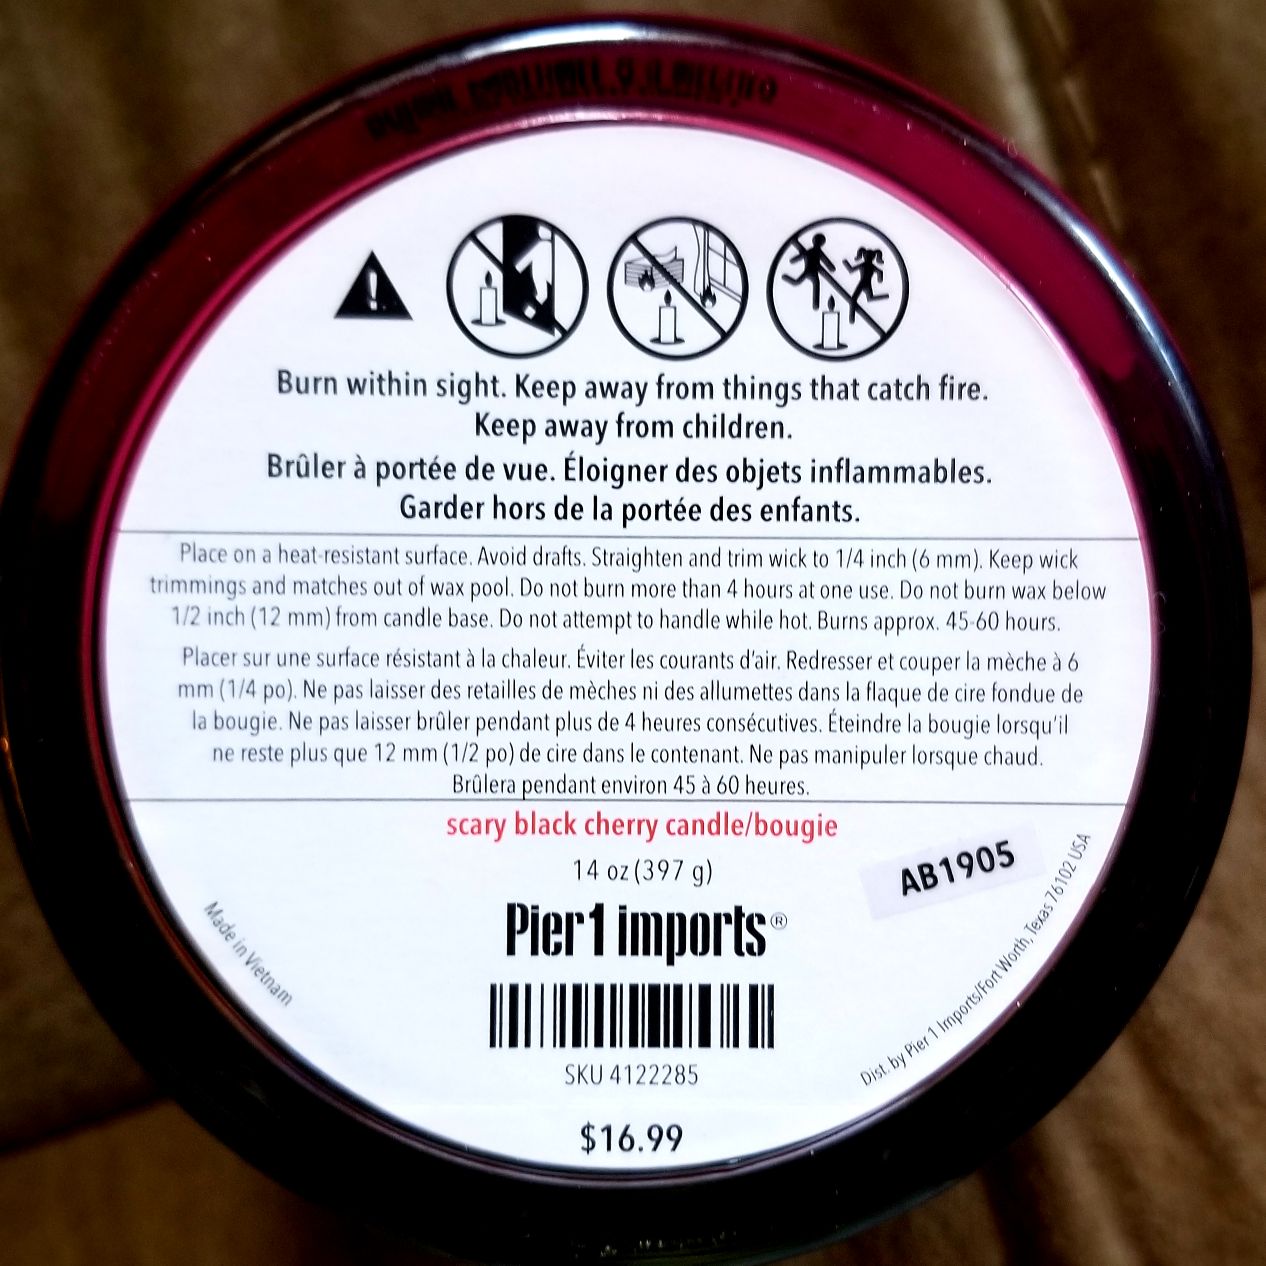 Burn within sight. Keep away from things that catch fire.
Keep away from children.
Brûler à portée de vue. Éloigner des objets inflammables.
Garder hors de la portée des enfants.
Place on a heat-resistant surface. Avoid drafts. Straighten and trim wick to 1/4 inch (6 mm). Keep wick
trimmings and matches out of wax pool. Do not burn more than 4 hours at one use. Do not burn wax below
1/2 inch (12 mm) from candle base. Do not attempt to handle while hot. Burns approx. 45-60 hours.
Placer sur une surface résistant à la chaleur. Éviter les courants d'air. Redresser et couper la mèche à 6
mm (1/4 po). Ne pas laisser des retailles de mèches ni des allumettes dans la flaque de cire fondue de
la bougie. Ne pas laisser brûler pendant plus de 4 heures consécutives. Éteindre la bougie lorsqu'il
ne reste plus que 12 mm (1/2 po) de cire dans le contenant. Ne pas manipuler lorsque chaud.
Brûlera pendant environ 45 à 60 heures.
scary black cherry candle/bougie
14 oz (397 g)
AB1905
Pier 1 imports®
Made in Vietnam
Dist. by Pier 1 Imports/Fort Worth, Texas 76102 USA
SKU 4122285
$16.99